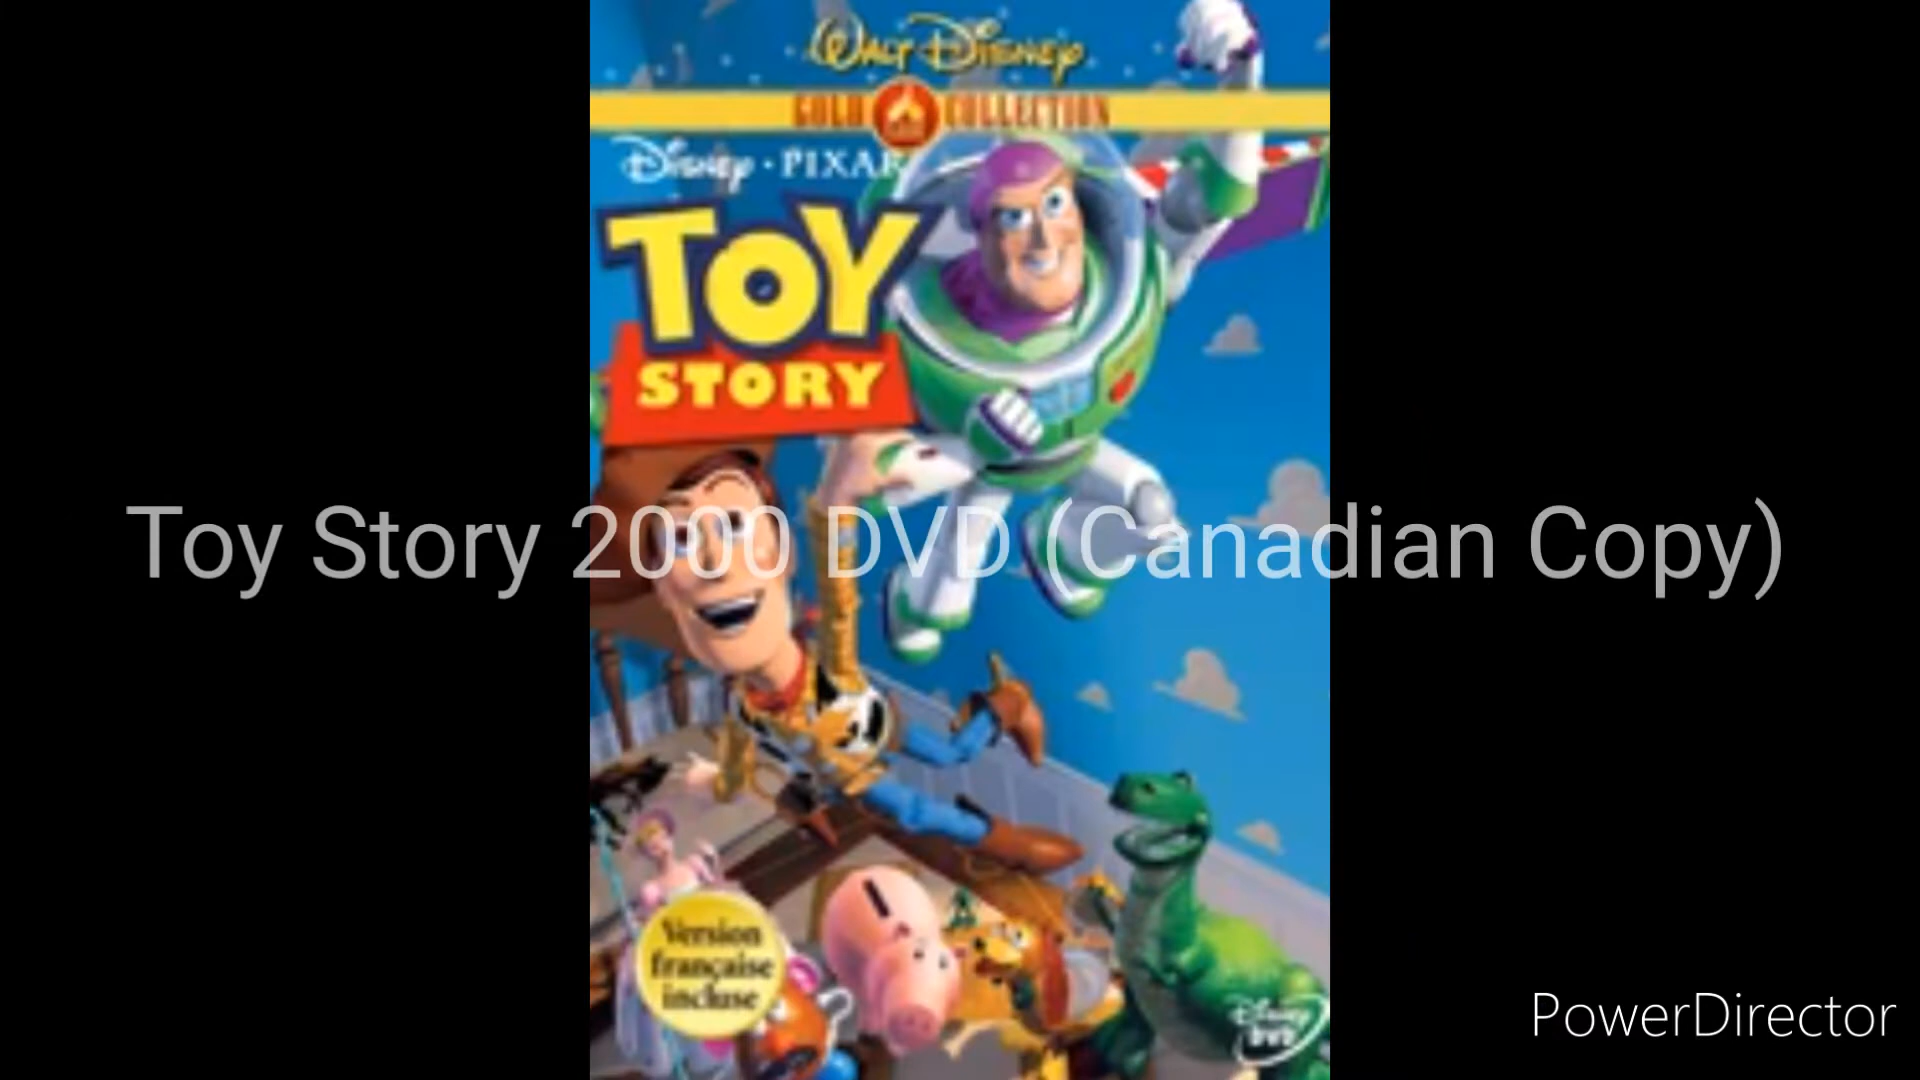 WALT DISNEY
GOLD COLLECTION
Disney · PIXAR
TOY
STORY
Toy Story 2000 DVD (Canadian Copy)
Version
française
incluse
Disney
DVD
PowerDirector